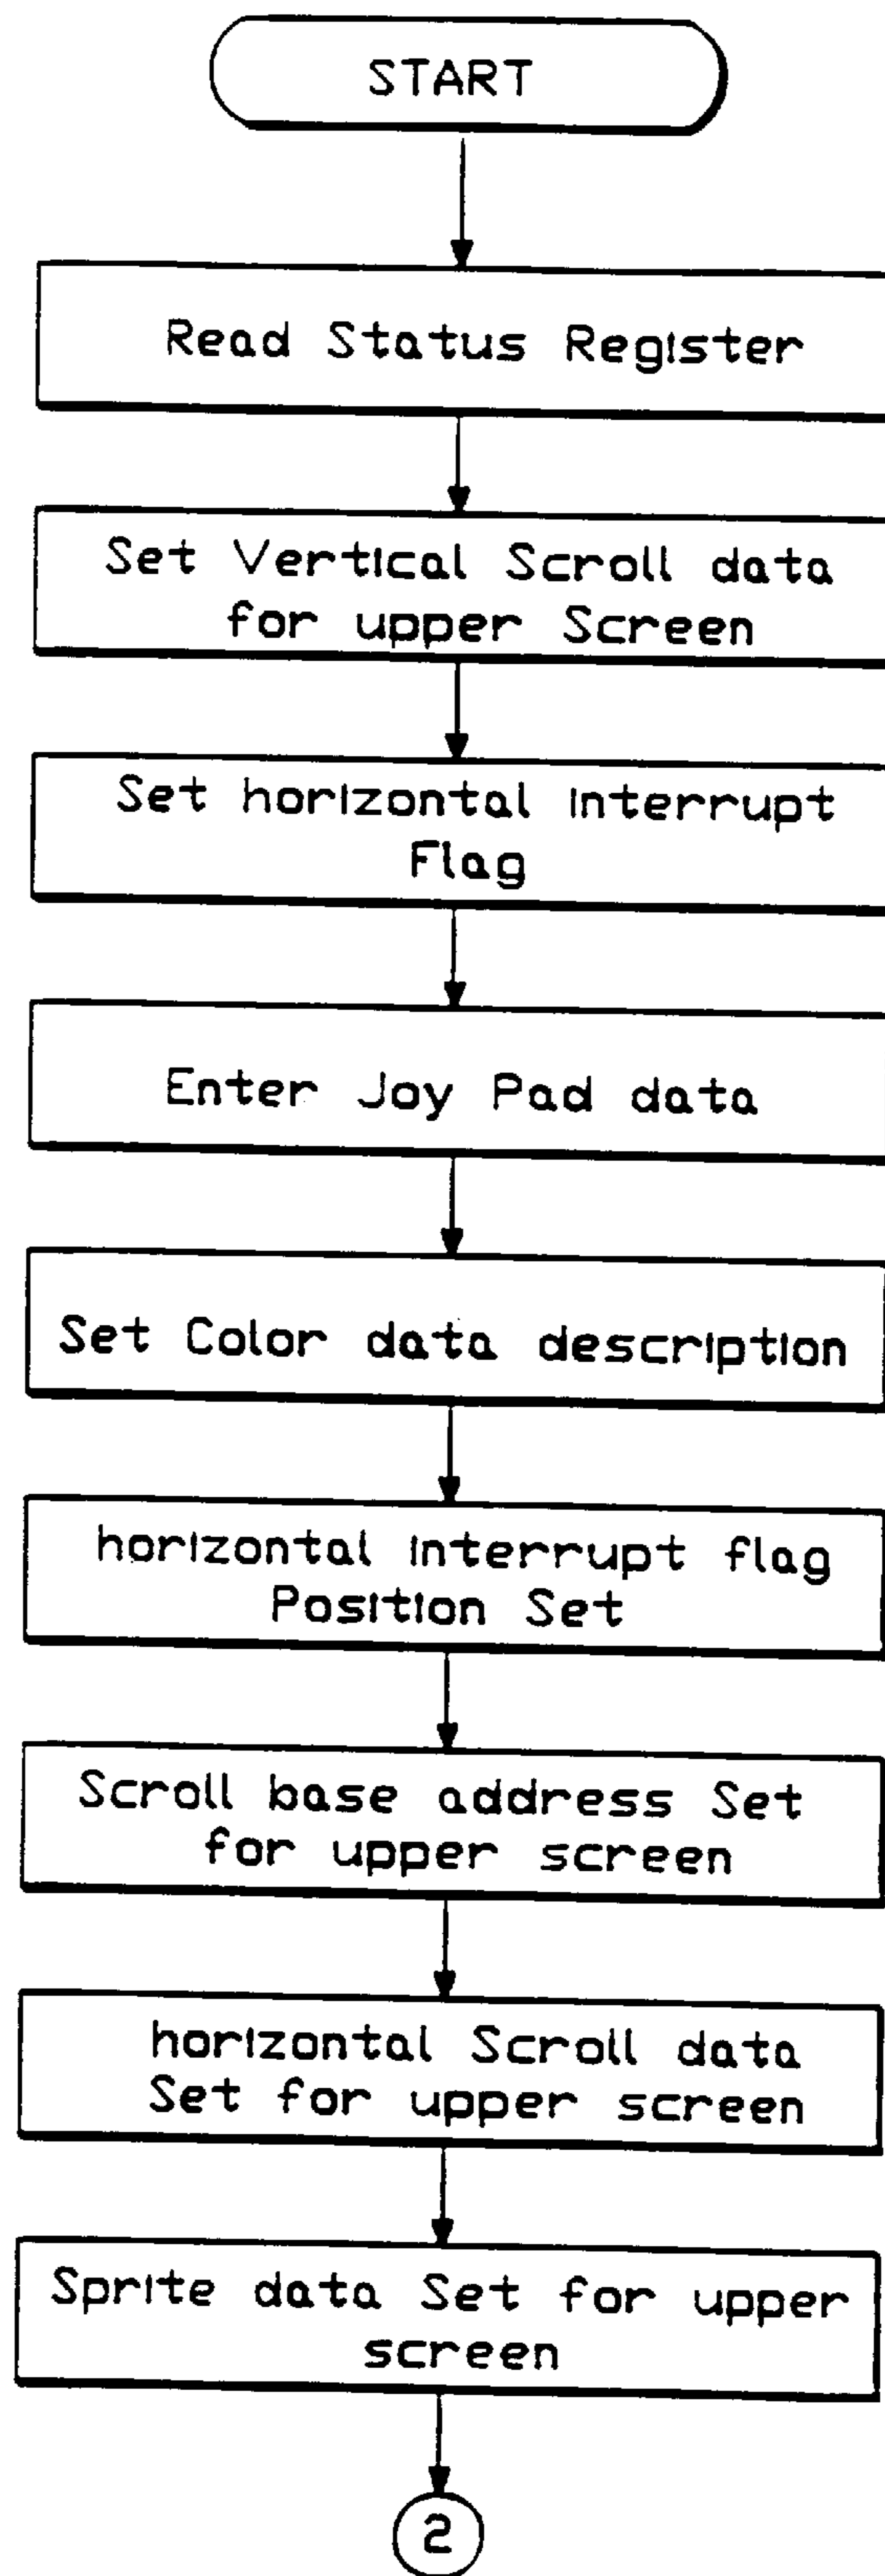 START
Read Status Register
Set Vertical Scroll data
for upper Screen
Set horizontal interrupt
Flag
Enter Joy Pad data
Set Color data description
horizontal interrupt flag
Position Set
Scroll base address Set
for upper screen
horizontal Scroll data
Set for upper screen
Sprite data Set for upper
screen
2